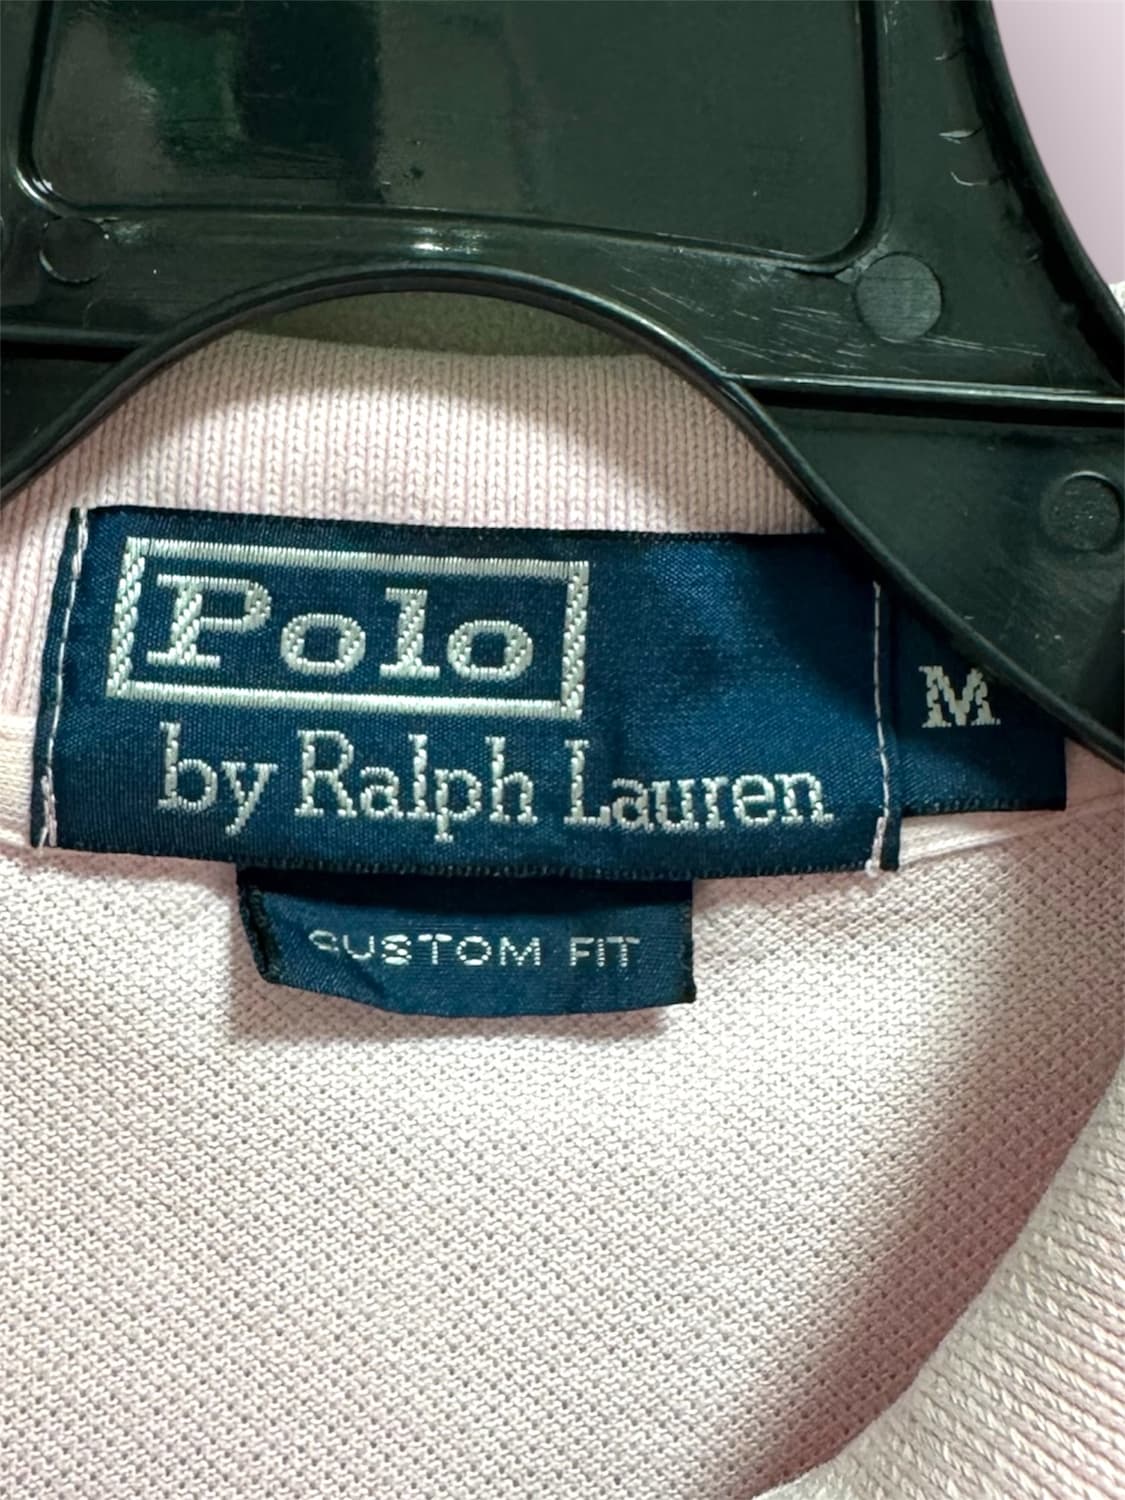 Polo
by Ralph Lauren
M
CUSTOM FIT